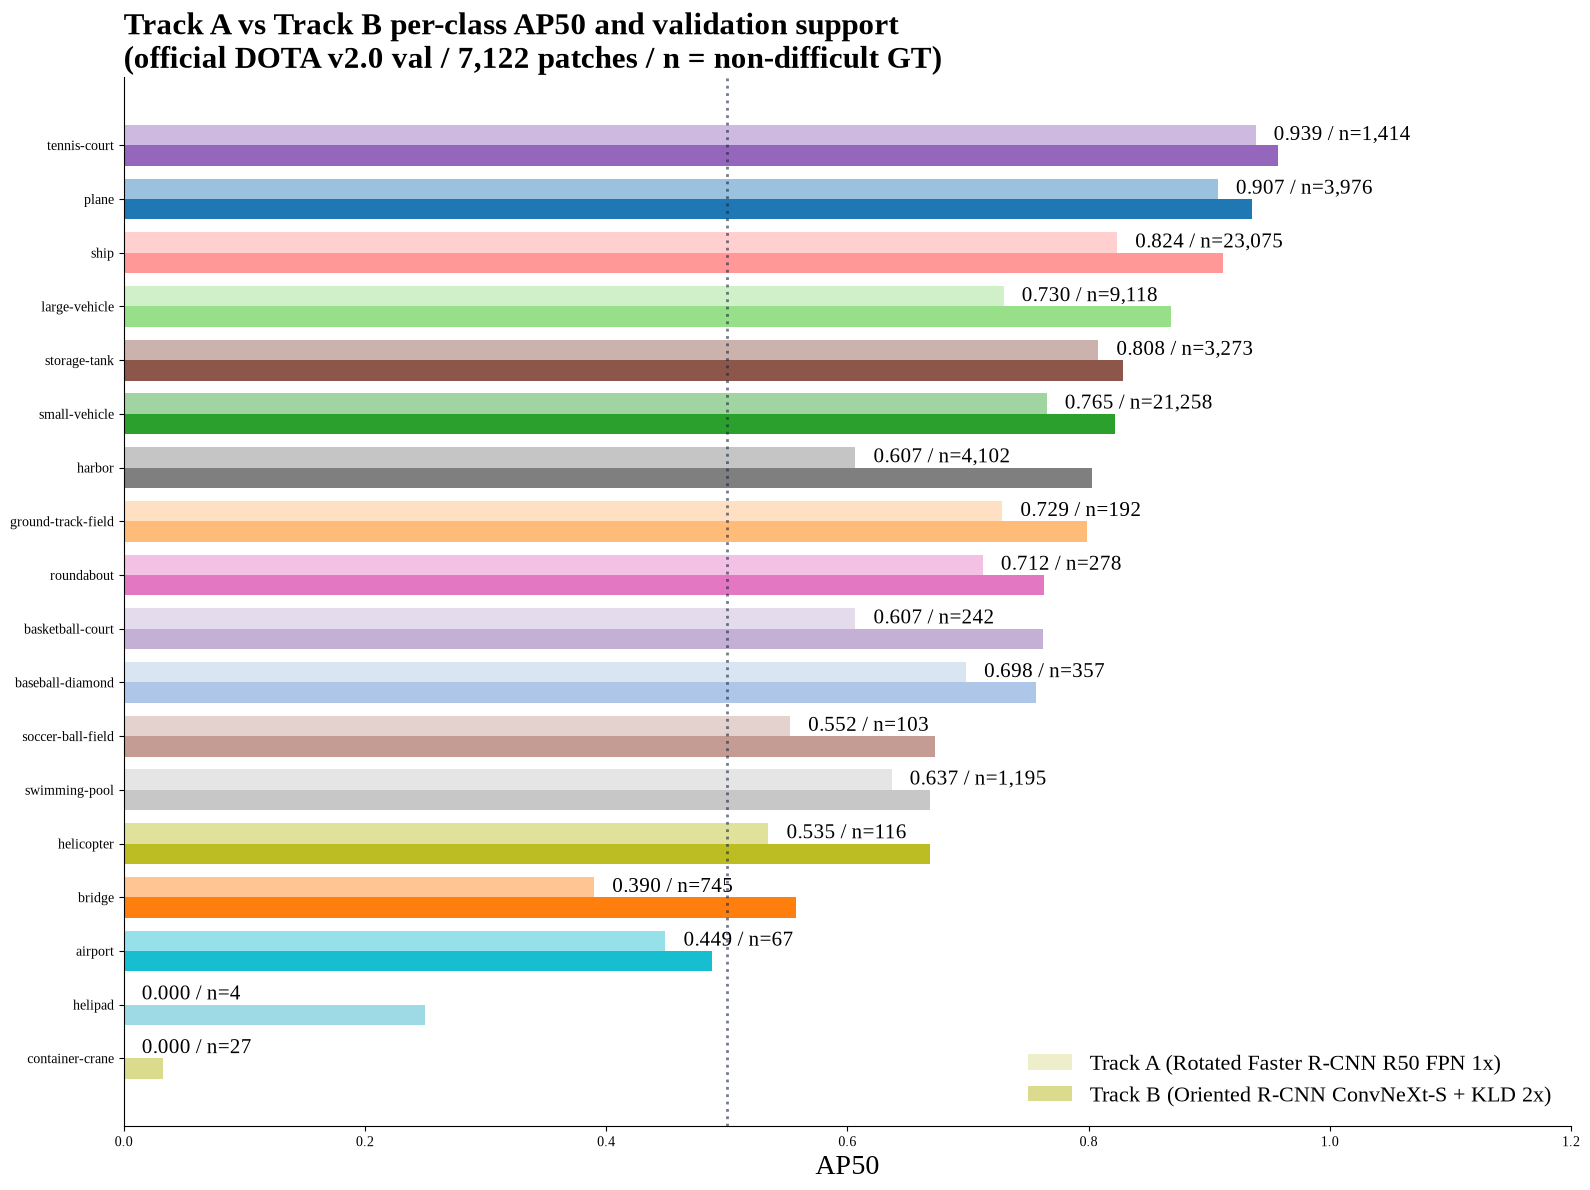 Track A vs Track B per-class AP50 and validation support
(official DOTA v2.0 val / 7,122 patches / n = non-difficult GT)
tennis-court
0.939 / n=1,414
plane
0.907 / n=3,976
ship
0.824 / n=23,075
large-vehicle
0.730 / n=9,118
storage-tank
0.808 / n=3,273
small-vehicle
0.765 / n=21,258
harbor
0.607 / n=4,102
ground-track-field
0.729 / n=192
roundabout
0.712 / n=278
basketball-court
0.607 / n=242
baseball-diamond
0.698 / n=357
soccer-ball-field
0.552 / n=103
swimming-pool
0.637 / n=1,195
helicopter
0.535 / n=116
bridge
0.390 / n=745
airport
0.449 / n=67
helipad
0.000 / n=4
container-crane
0.000 / n=27
Track A (Rotated Faster R-CNN R50 FPN 1x)
Track B (Oriented R-CNN ConvNeXt-S + KLD 2x)
0.0 0.2 0.4 0.6 0.8 1.0 1.2
AP50